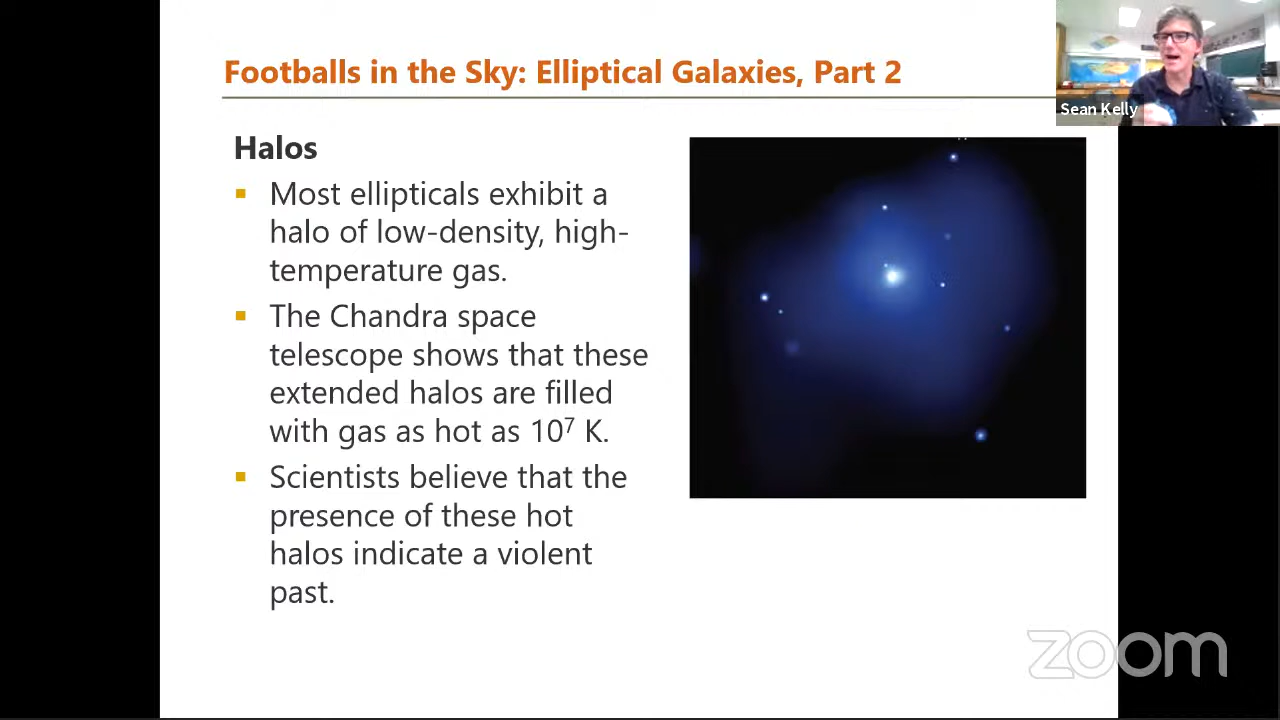 Footballs in the Sky: Elliptical Galaxies, Part 2
Sean Kelly
Halos
▪ Most ellipticals exhibit a
halo of low-density, high-
temperature gas.
▪ The Chandra space
telescope shows that these
extended halos are filled
with gas as hot as 10⁷ K.
▪ Scientists believe that the
presence of these hot
halos indicate a violent
past.
zoom